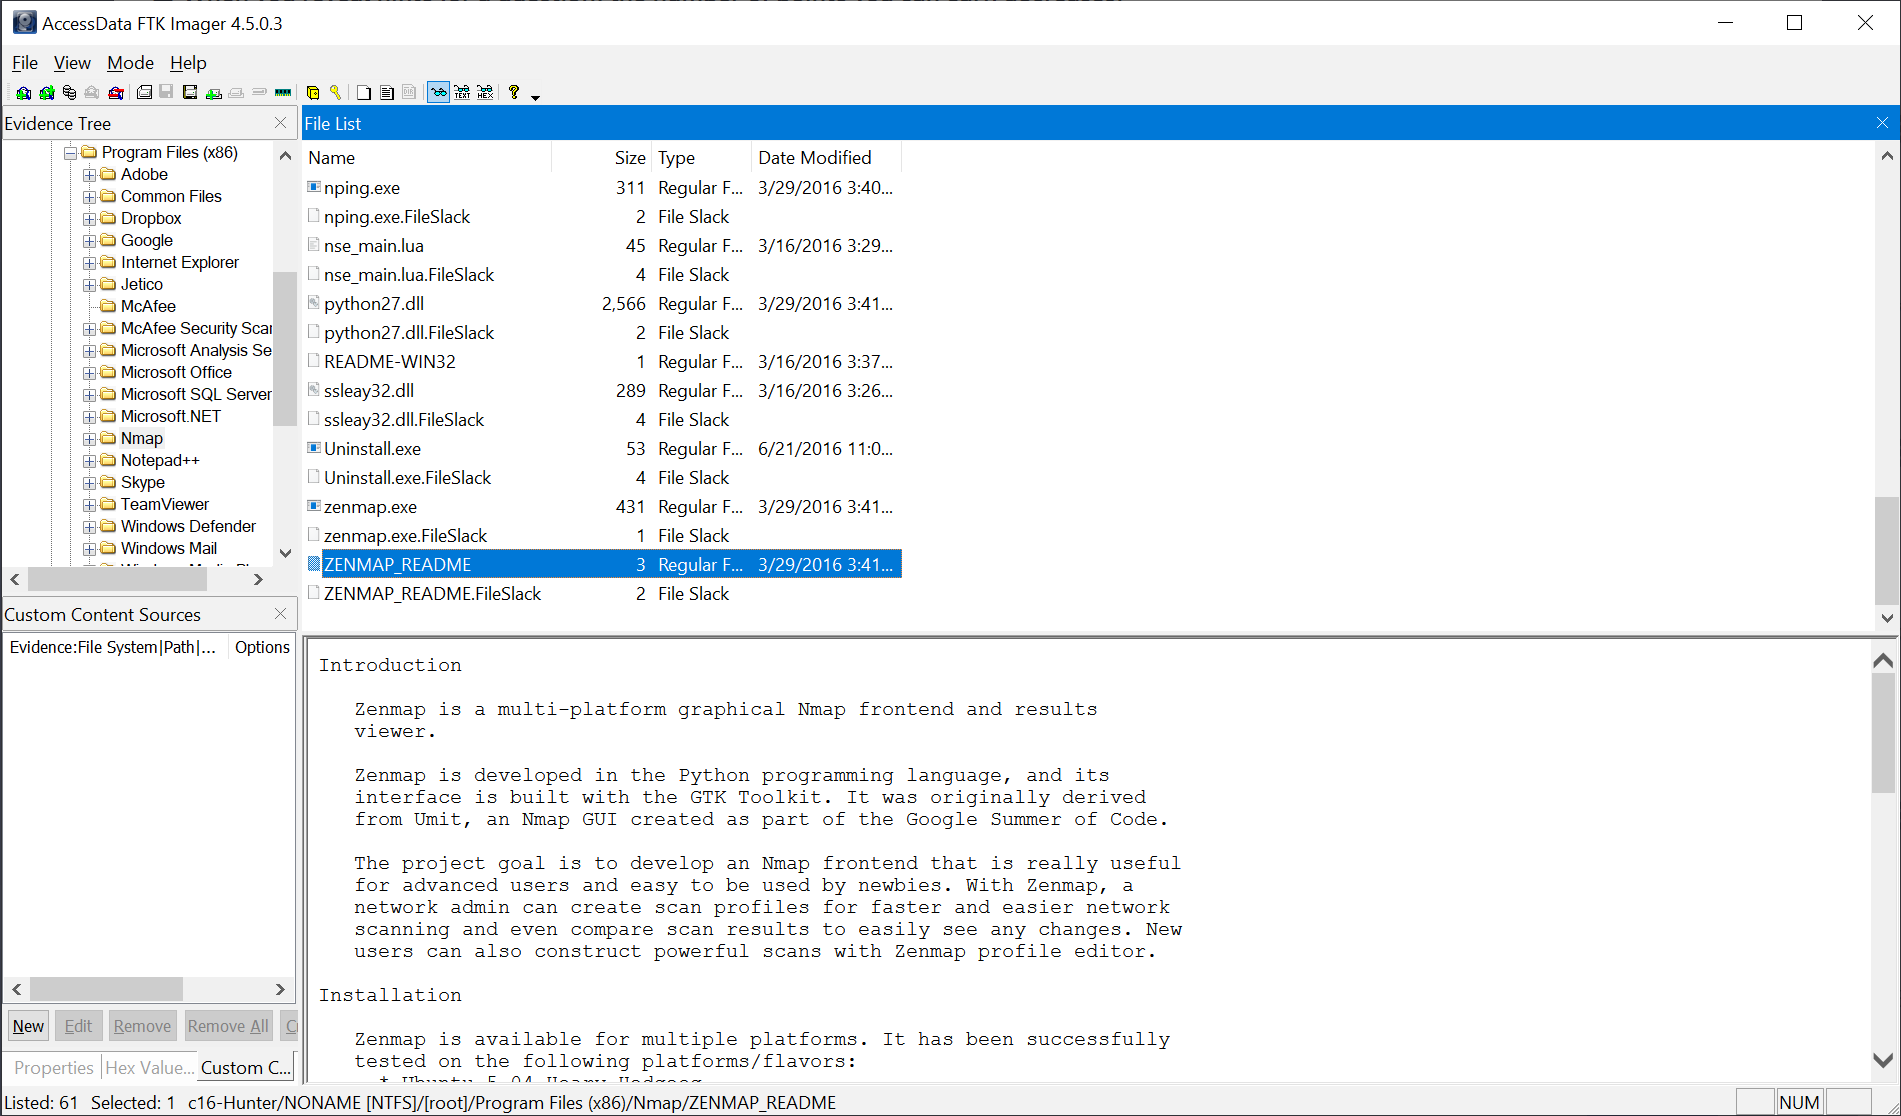 AccessData FTK Imager 4.5.0.3
File View Mode Help
Evidence Tree
Program Files (x86)
Adobe
Common Files
Dropbox
Google
Internet Explorer
Jetico
McAfee
McAfee Security Scar
Microsoft Analysis Se
Microsoft Office
Microsoft SQL Server
Microsoft.NET
Nmap
Notepad++
Skype
TeamViewer
Windows Defender
Windows Mail
File List
Name Size Type Date Modified
nping.exe 311 Regular F... 3/29/2016 3:40...
nping.exe.FileSlack 2 File Slack
nse_main.lua 45 Regular F... 3/16/2016 3:29...
nse_main.lua.FileSlack 4 File Slack
python27.dll 2,566 Regular F... 3/29/2016 3:41...
python27.dll.FileSlack 2 File Slack
README-WIN32 1 Regular F... 3/16/2016 3:37...
ssleay32.dll 289 Regular F... 3/16/2016 3:26...
ssleay32.dll.FileSlack 4 File Slack
Uninstall.exe 53 Regular F... 6/21/2016 11:0...
Uninstall.exe.FileSlack 4 File Slack
zenmap.exe 431 Regular F... 3/29/2016 3:41...
zenmap.exe.FileSlack 1 File Slack
ZENMAP_README 3 Regular F... 3/29/2016 3:41...
ZENMAP_README.FileSlack 2 File Slack
Custom Content Sources
Evidence:File System|Path|... Options
New Edit Remove Remove All
Properties Hex Value... Custom C...
Introduction
Zenmap is a multi-platform graphical Nmap frontend and results
viewer.
Zenmap is developed in the Python programming language, and its
interface is built with the GTK Toolkit. It was originally derived
from Umit, an Nmap GUI created as part of the Google Summer of Code.
The project goal is to develop an Nmap frontend that is really useful
for advanced users and easy to be used by newbies. With Zenmap, a
network admin can create scan profiles for faster and easier network
scanning and even compare scan results to easily see any changes. New
users can also construct powerful scans with Zenmap profile editor.
Installation
Zenmap is available for multiple platforms. It has been successfully
tested on the following platforms/flavors:
* Ubuntu 5.04 Hoary Hedgeog
Listed: 61 Selected: 1 c16-Hunter/NONAME [NTFS]/[root]/Program Files (x86)/Nmap/ZENMAP_README
NUM